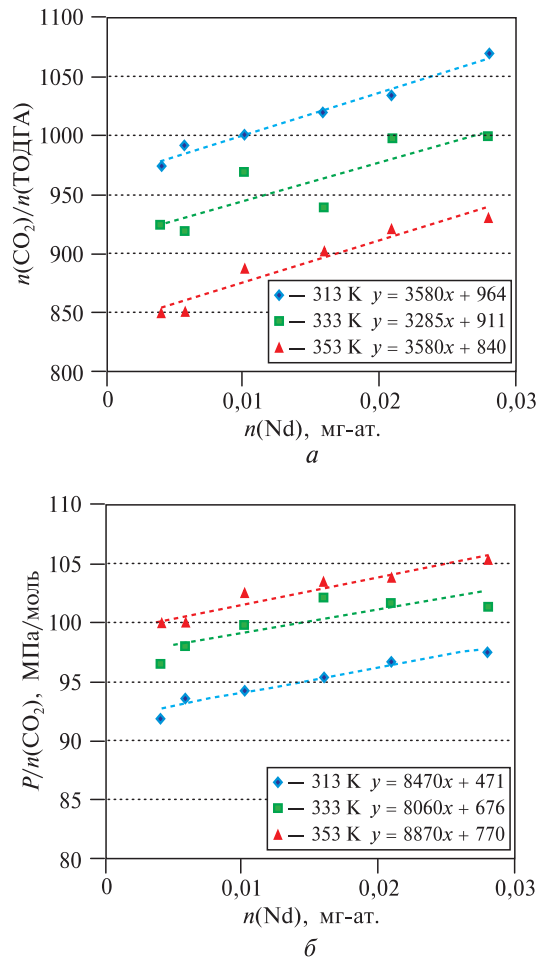 1100
1050
1000
950
900
850
800
n(CO₂)/n(ТОДГА)
313 K y = 3580x + 964
333 K y = 3285x + 911
353 K y = 3580x + 840
0 0,01 0,02 0,03
n(Nd), мг-ат.
а
110
105
100
95
90
85
80
P/n(CO₂), МПа/моль
313 K y = 8470x + 471
333 K y = 8060x + 676
353 K y = 8870x + 770
0 0,01 0,02 0,03
n(Nd), мг-ат.
б